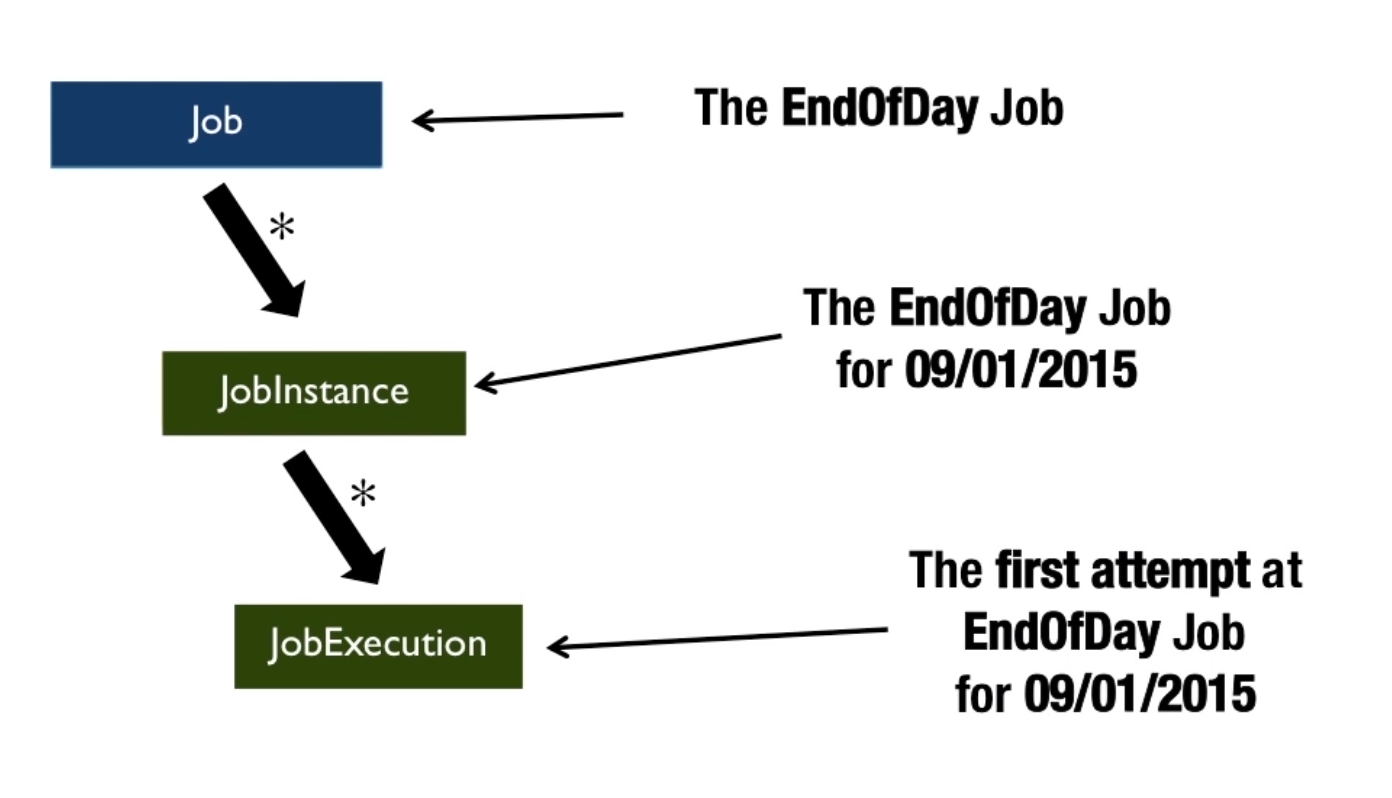 Job
The EndOfDay Job
*
The EndOfDay Job
for 09/01/2015
JobInstance
*
The first attempt at
EndOfDay Job
for 09/01/2015
JobExecution